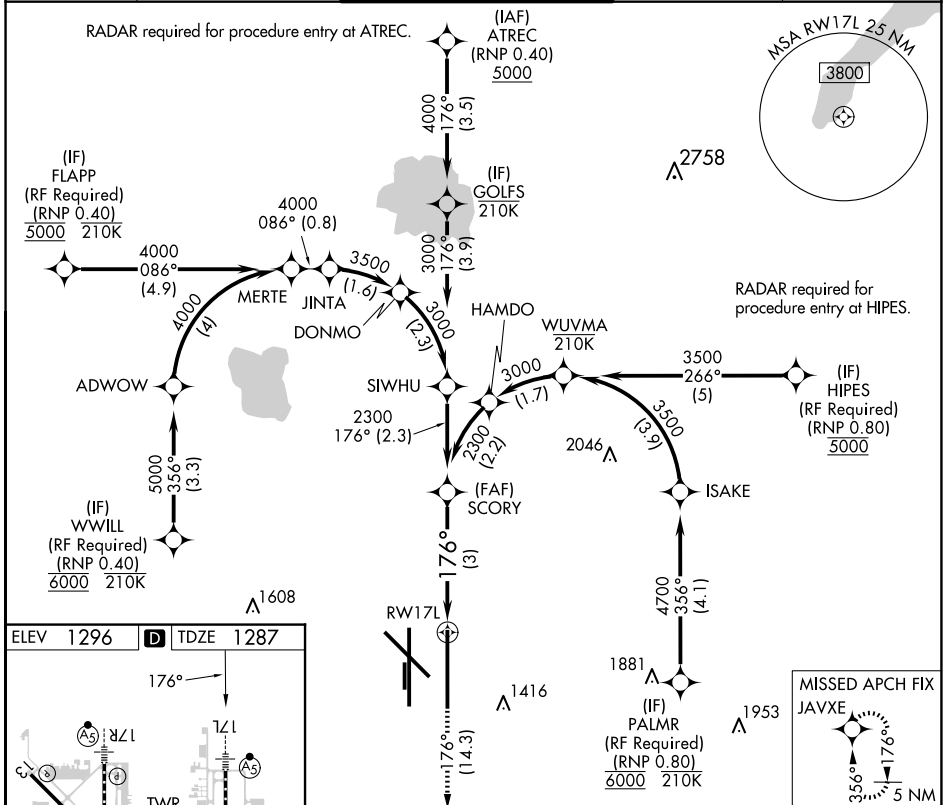 RADAR required for procedure entry at ATREC.
(IAF)
ATREC
(RNP 0.40)
5000
MSA RW17L 25 NM
3800
4000
176°
(3.5)
2758
(IF)
FLAPP
(RF Required)
(RNP 0.40)
5000 210K
(IF)
GOLFS
210K
4000
086° (0.8)
3000
176°
(3.9)
4000
086°
(4.9)
MERTE
JINTA
3500
(1.6)
DONMO
4000
(4)
3000
(2.3)
HAMDO
WUVMA
210K
RADAR required for
procedure entry at HIPES.
ADWOW
SIWHU
3000
(1.7)
3500
266°
(5)
(IF)
HIPES
(RF Required)
(RNP 0.80)
5000
2300
176° (2.3)
2300
(2.2)
3500
(3.9)
2046
5000
356°
(3.3)
(FAF)
SCORY
ISAKE
(IF)
WWILL
(RF Required)
(RNP 0.40)
6000 210K
176°
(3)
4700
356°
(4.1)
1608
RW17L
ELEV 1296 D TDZE 1287
176°
1881
1416
(IF)
PALMR
(RF Required)
(RNP 0.80)
6000 210K
1953
MISSED APCH FIX
JAVXE
176°
356°
5 NM
176°
(14.3)
A5
17R
17L
A5
13
P
P
TWR